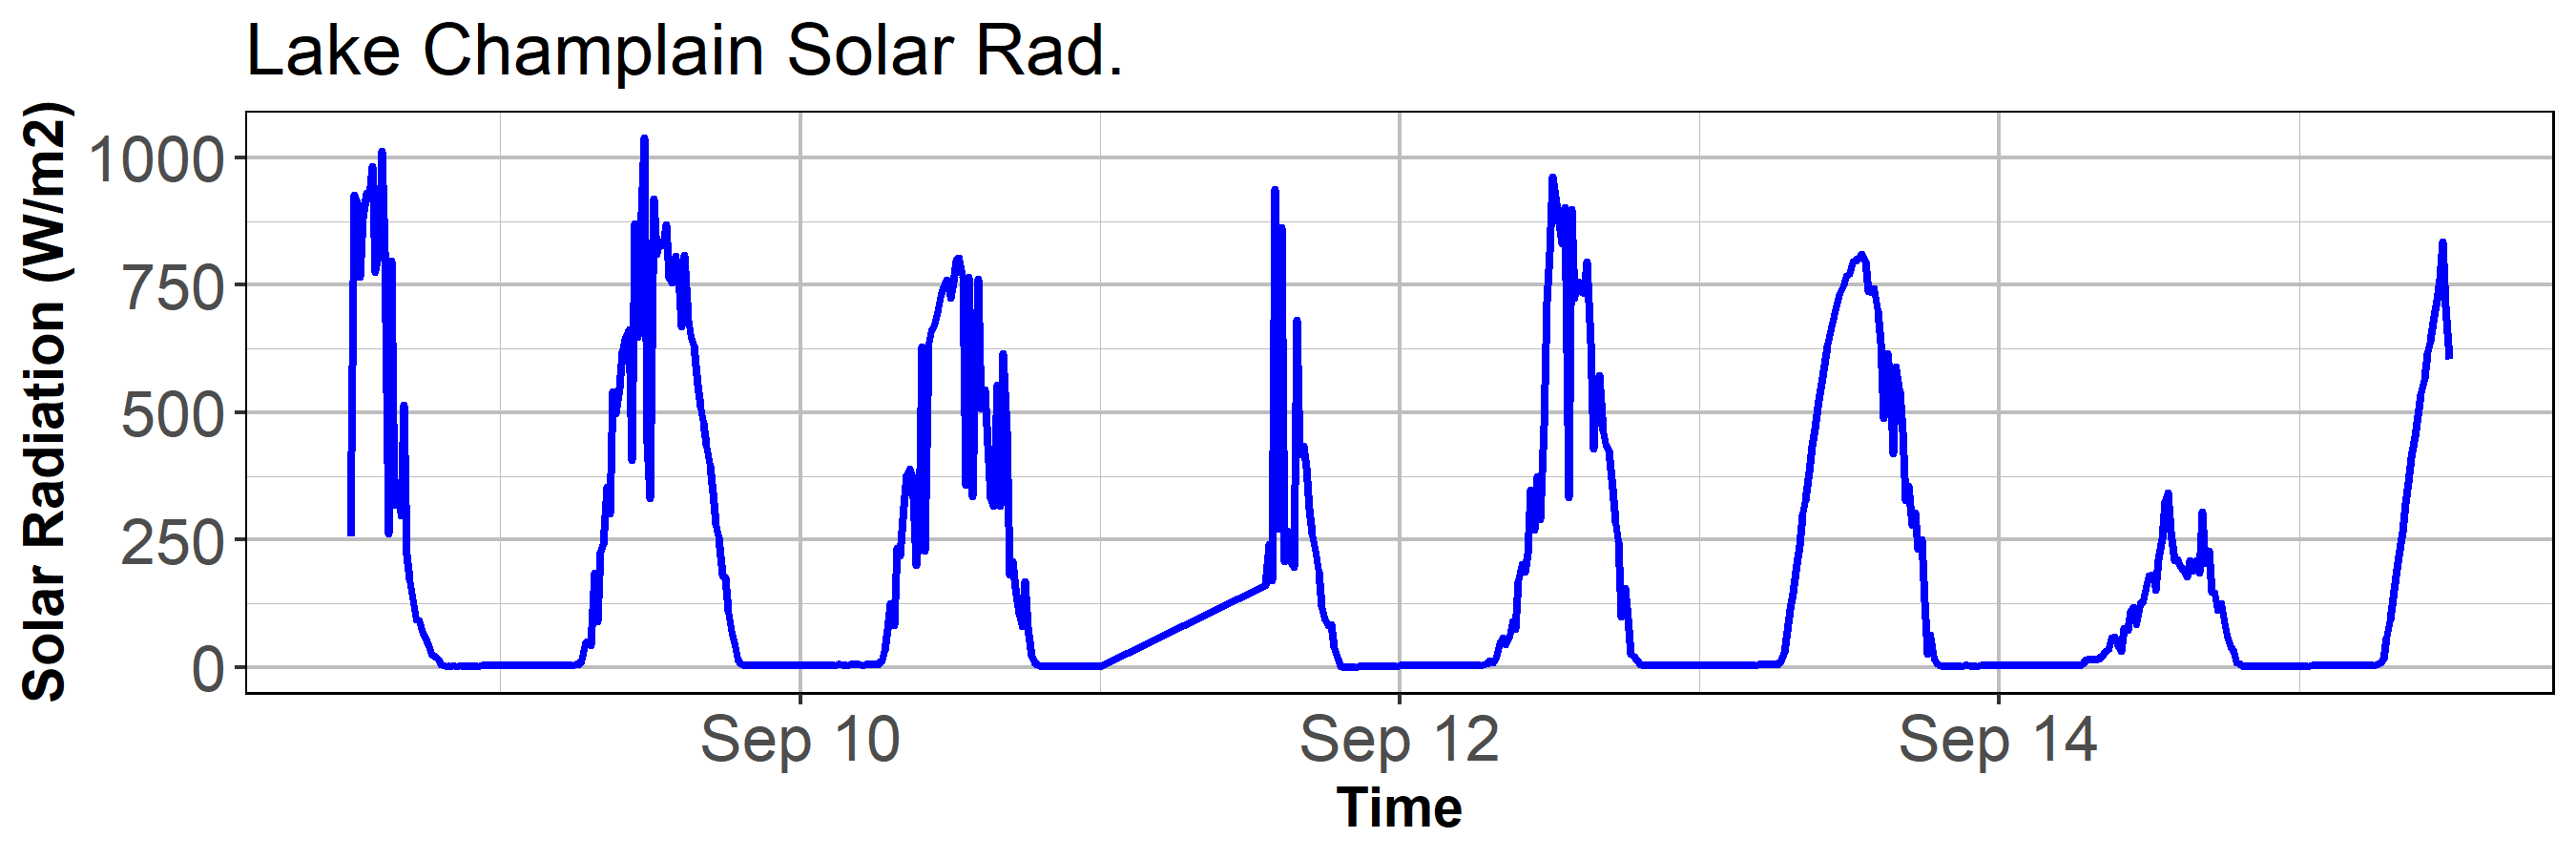 Lake Champlain Solar Rad.
Solar Radiation (W/m2)
1000
750
500
250
0
Sep 10
Sep 12
Sep 14
Time